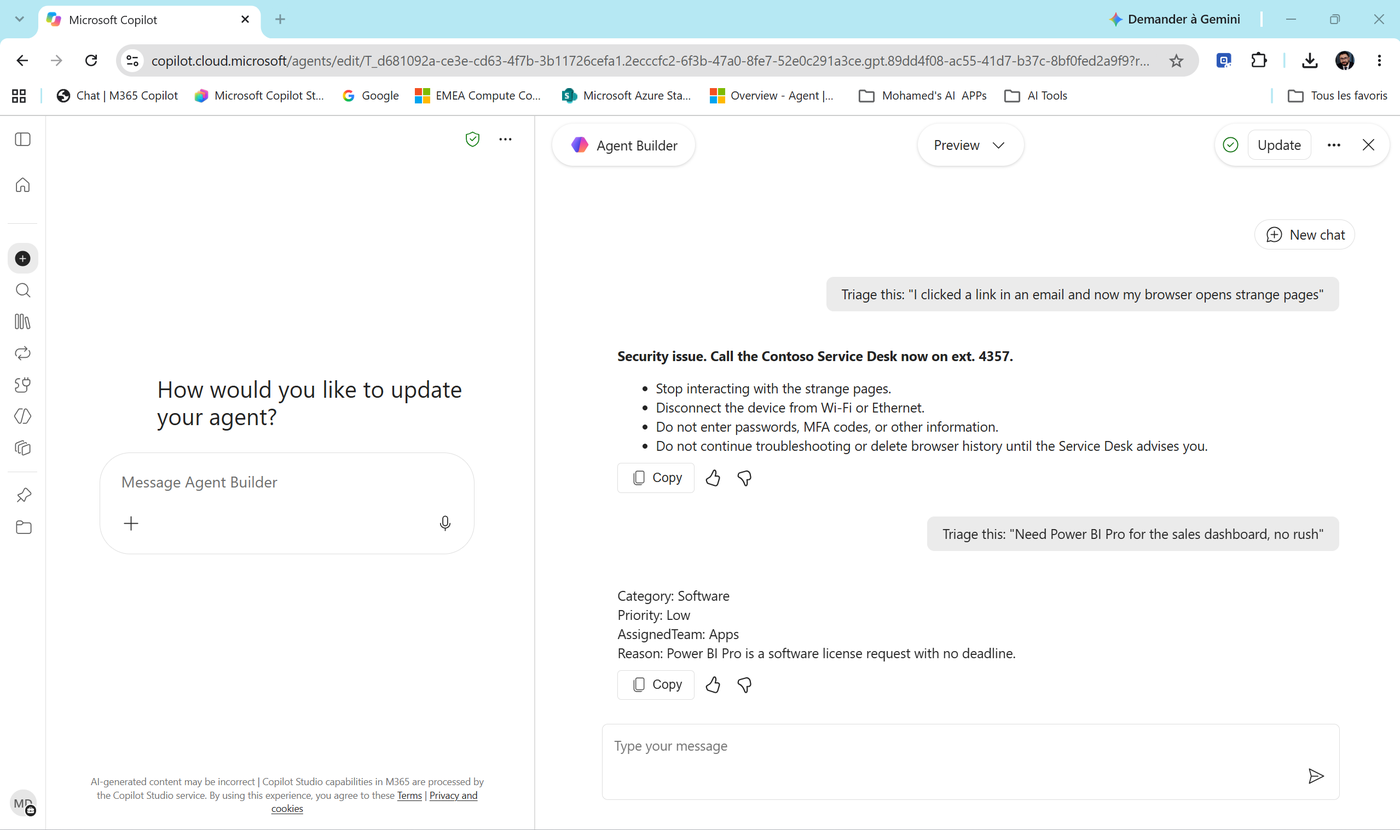 Microsoft Copilot
Demander à Gemini
copilot.cloud.microsoft/agents/edit/T_d681092a-ce3e-cd63-4f7b-3b11726cefa1.2ecccfc2-6f3b-47a0-8fe7-52e0c291a3ce.gpt.89dd4f08-ac55-41d7-b37c-8bf0fed2a9f9?r...
Chat | M365 Copilot
Microsoft Copilot St...
Google
EMEA Compute Co...
Microsoft Azure Sta...
Overview - Agent |...
Mohamed's AI APPs
AI Tools
Tous les favoris
Agent Builder
Preview
Update
New chat
Triage this: "I clicked a link in an email and now my browser opens strange pages"
Security issue. Call the Contoso Service Desk now on ext. 4357.
• Stop interacting with the strange pages.
• Disconnect the device from Wi-Fi or Ethernet.
• Do not enter passwords, MFA codes, or other information.
• Do not continue troubleshooting or delete browser history until the Service Desk advises you.
Copy
Triage this: "Need Power BI Pro for the sales dashboard, no rush"
Category: Software
Priority: Low
AssignedTeam: Apps
Reason: Power BI Pro is a software license request with no deadline.
Copy
Type your message
How would you like to update
your agent?
Message Agent Builder
AI-generated content may be incorrect | Copilot Studio capabilities in M365 are processed by
the Copilot Studio service. By using this experience, you agree to these Terms | Privacy and
cookies
MD